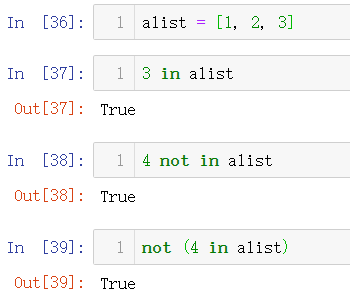 In [36]: 1 alist = [1, 2, 3]
In [37]: 1 3 in alist
Out[37]: True
In [38]: 1 4 not in alist
Out[38]: True
In [39]: 1 not (4 in alist)
Out[39]: True